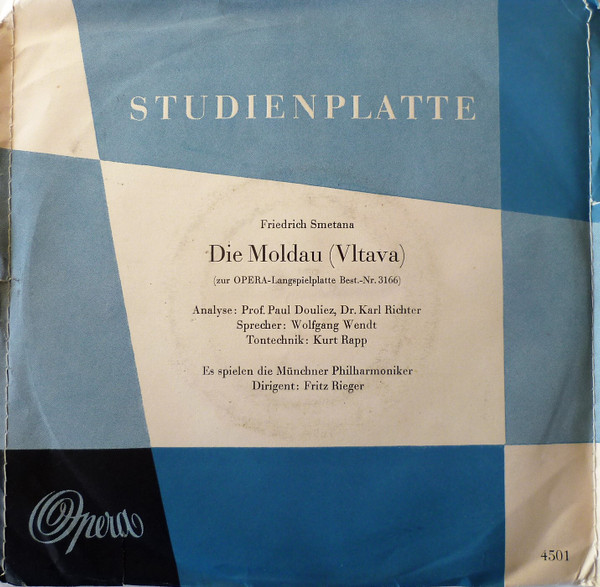 STUDIENPLATTE
Friedrich Smetana
Die Moldau (Vltava)
(zur OPERA-Langspielplatte Best.-Nr. 3166)
Analyse: Prof. Paul Douliez, Dr. Karl Richter
Sprecher: Wolfgang Wendt
Tontechnik: Kurt Rapp
Es spielen die Münchner Philharmoniker
Dirigent: Fritz Rieger
Opera
4501